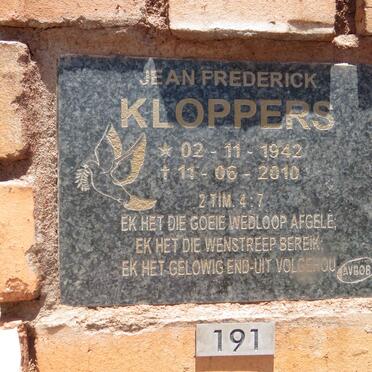 JEAN FREDERICK
KLOPPERS
★ 02 - 11 - 1942
† 11 - 06 - 2010
2 TIM. 4 : 7
EK HET DIE GOEIE WEDLOOP AFGELÊ,
EK HET DIE WENSTREEP BEREIK,
EK HET GELOWIG END-UIT VOLGEHOU
AVBOB
191